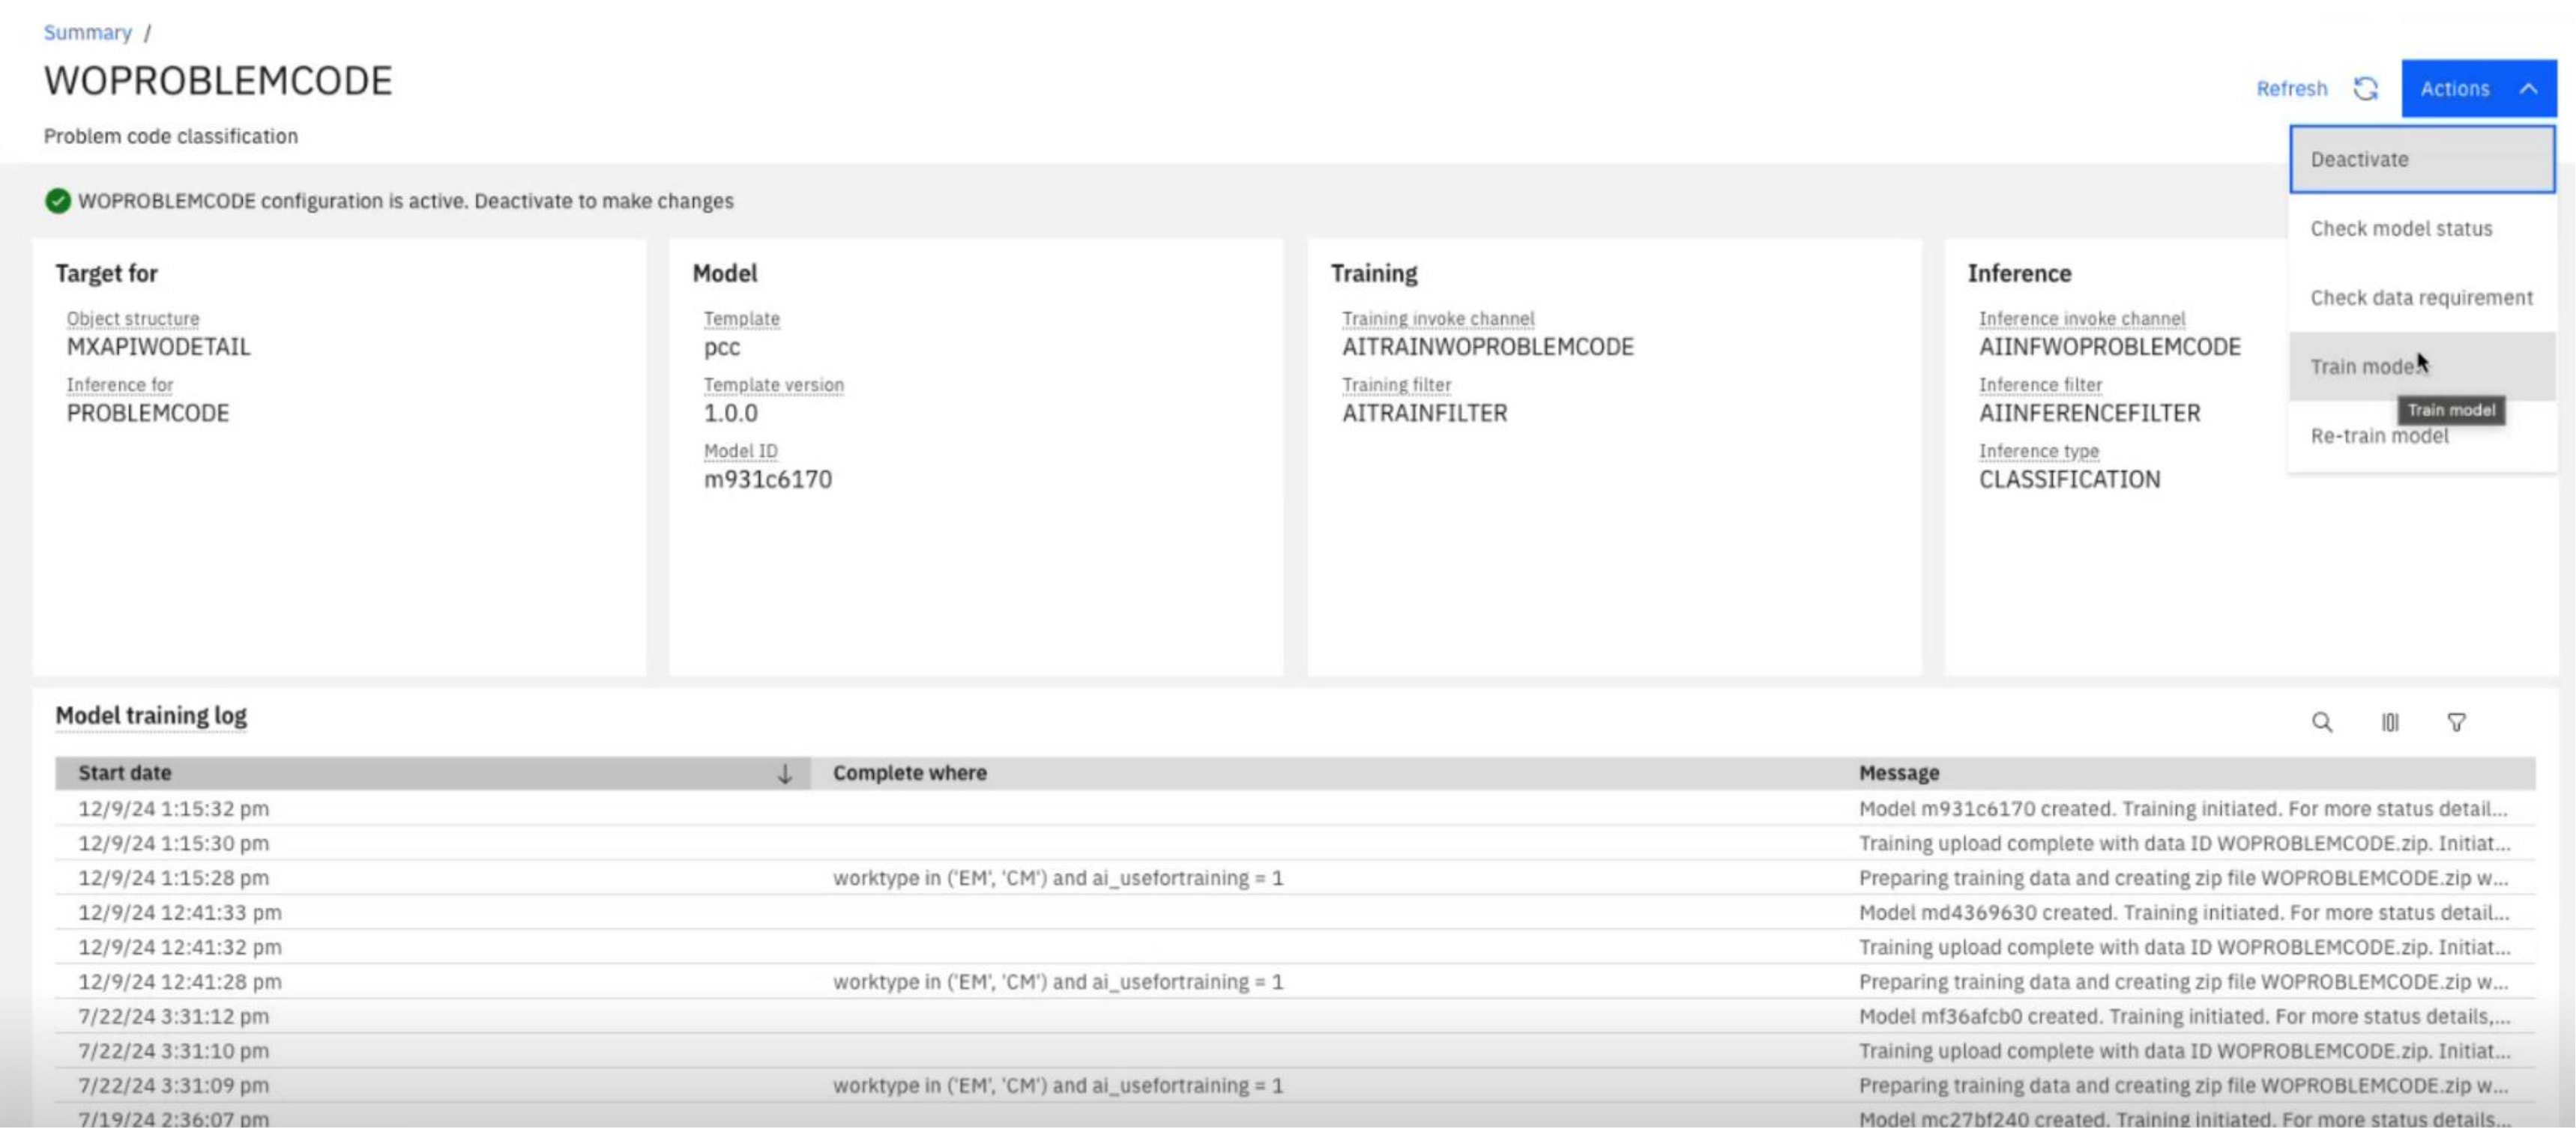 Summary /
WOPROBLEMCODE
Refresh
Actions
Problem code classification
Deactivate
WOPROBLEMCODE configuration is active. Deactivate to make changes
Check model status
Check data requirement
Train model
Train model
Re-train model
Target for
Object structure
MXAPIWODETAIL
Inference for
PROBLEMCODE
Model
Template
pcc
Template version
1.0.0
Model ID
m931c6170
Training
Training invoke channel
AITRAINWOPROBLEMCODE
Training filter
AITRAINFILTER
Inference
Inference invoke channel
AIINFWOPROBLEMCODE
Inference filter
AIINFERENCEFILTER
Inference type
CLASSIFICATION
Model training log
Start date Complete where Message
12/9/24 1:15:32 pm Model m931c6170 created. Training initiated. For more status detail...
12/9/24 1:15:30 pm Training upload complete with data ID WOPROBLEMCODE.zip. Initiat...
12/9/24 1:15:28 pm worktype in ('EM', 'CM') and ai_usefortraining = 1 Preparing training data and creating zip file WOPROBLEMCODE.zip w...
12/9/24 12:41:33 pm Model md4369630 created. Training initiated. For more status detail...
12/9/24 12:41:32 pm Training upload complete with data ID WOPROBLEMCODE.zip. Initiat...
12/9/24 12:41:28 pm worktype in ('EM', 'CM') and ai_usefortraining = 1 Preparing training data and creating zip file WOPROBLEMCODE.zip w...
7/22/24 3:31:12 pm Model mf36afcb0 created. Training initiated. For more status details,...
7/22/24 3:31:10 pm Training upload complete with data ID WOPROBLEMCODE.zip. Initiat...
7/22/24 3:31:09 pm worktype in ('EM', 'CM') and ai_usefortraining = 1 Preparing training data and creating zip file WOPROBLEMCODE.zip w...
7/19/24 2:36:07 pm Model mc27bf240 created. Training initiated. For more status details...